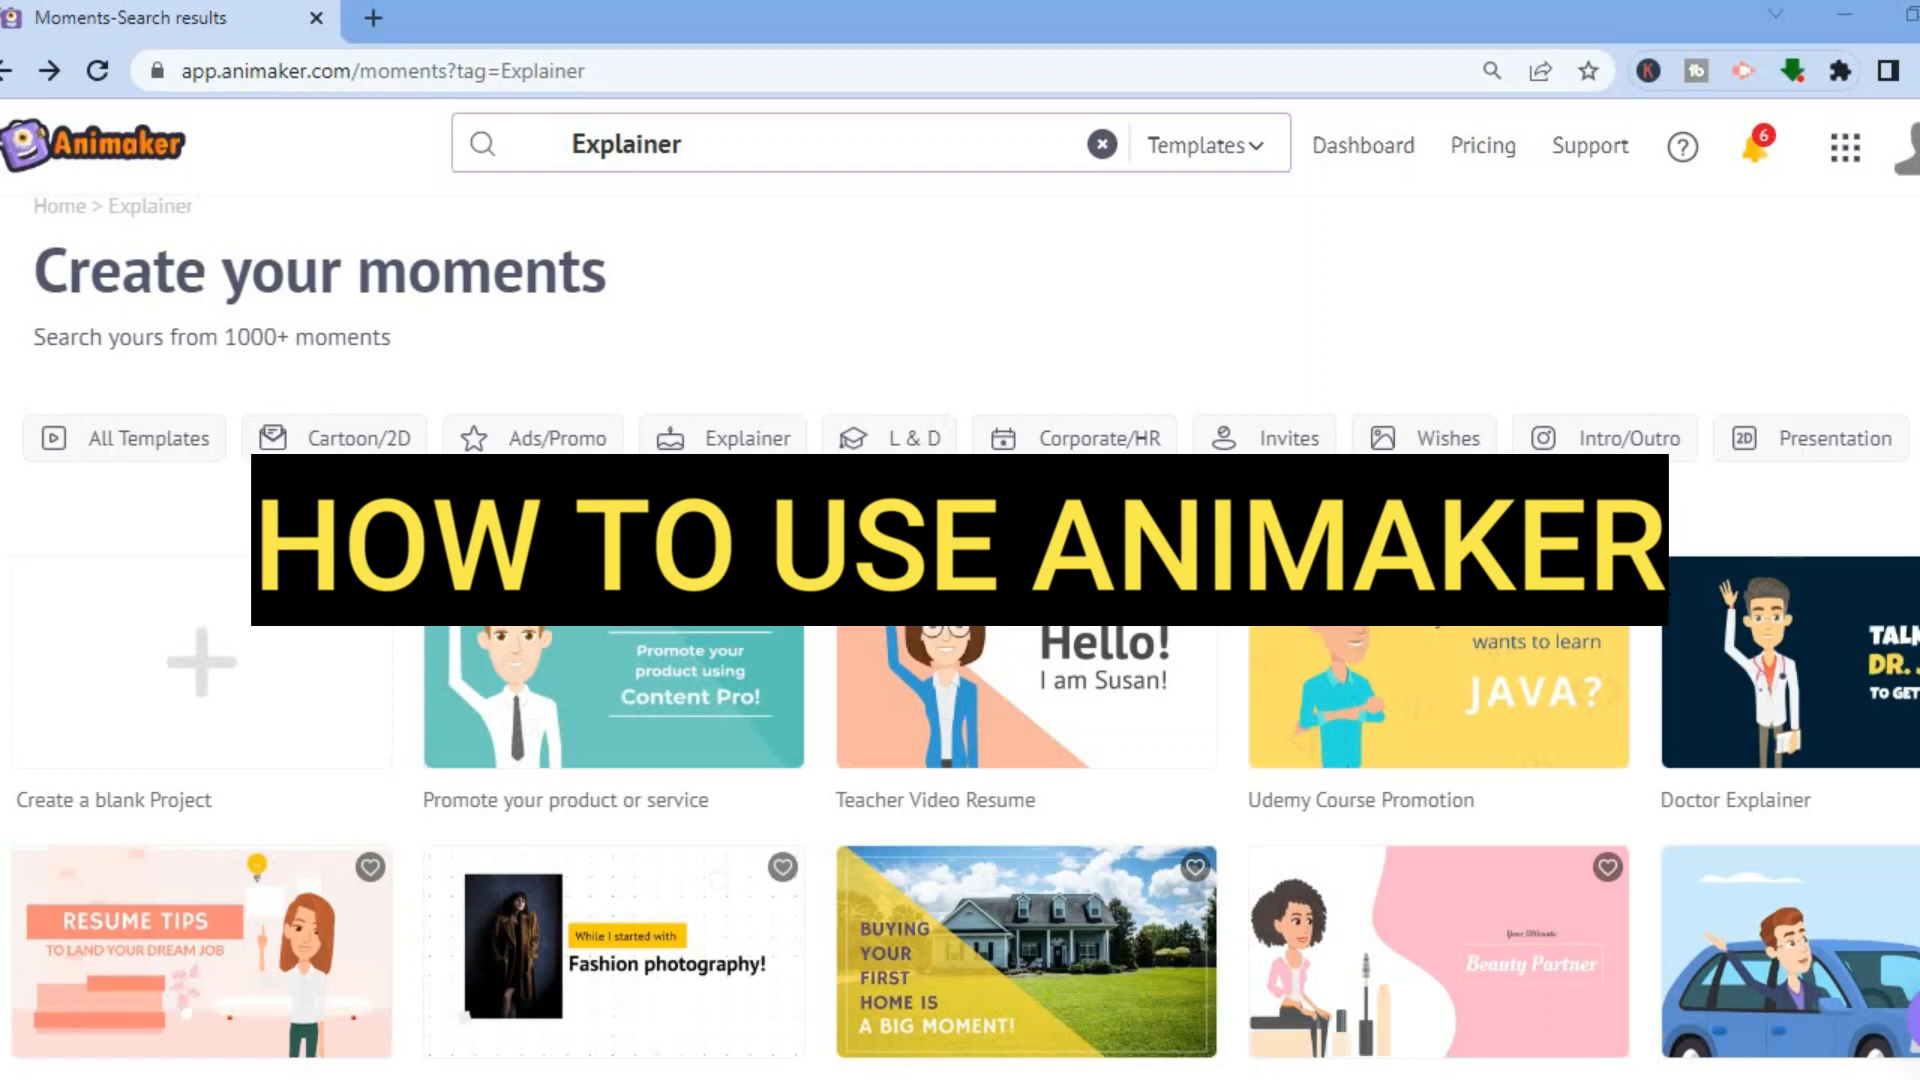 Moments-Search results
app.animaker.com/moments?tag=Explainer
Animaker
Explainer
Templates
Dashboard
Pricing
Support
6
Home > Explainer
Create your moments
Search yours from 1000+ moments
All Templates
Cartoon/2D
Ads/Promo
Explainer
L & D
Corporate/HR
Invites
Wishes
Intro/Outro
2D
Presentation
HOW TO USE ANIMAKER
Promote your
product using
Content Pro!
Hello!
I am Susan!
wants to learn
JAVA?
DR.
TO GET
Create a blank Project
Promote your product or service
Teacher Video Resume
Udemy Course Promotion
Doctor Explainer
RESUME TIPS
TO LAND YOUR DREAM JOB
While I started with
Fashion photography!
BUYING
YOUR
FIRST
HOME IS
A BIG MOMENT!
Your Ultimate
Beauty Partner